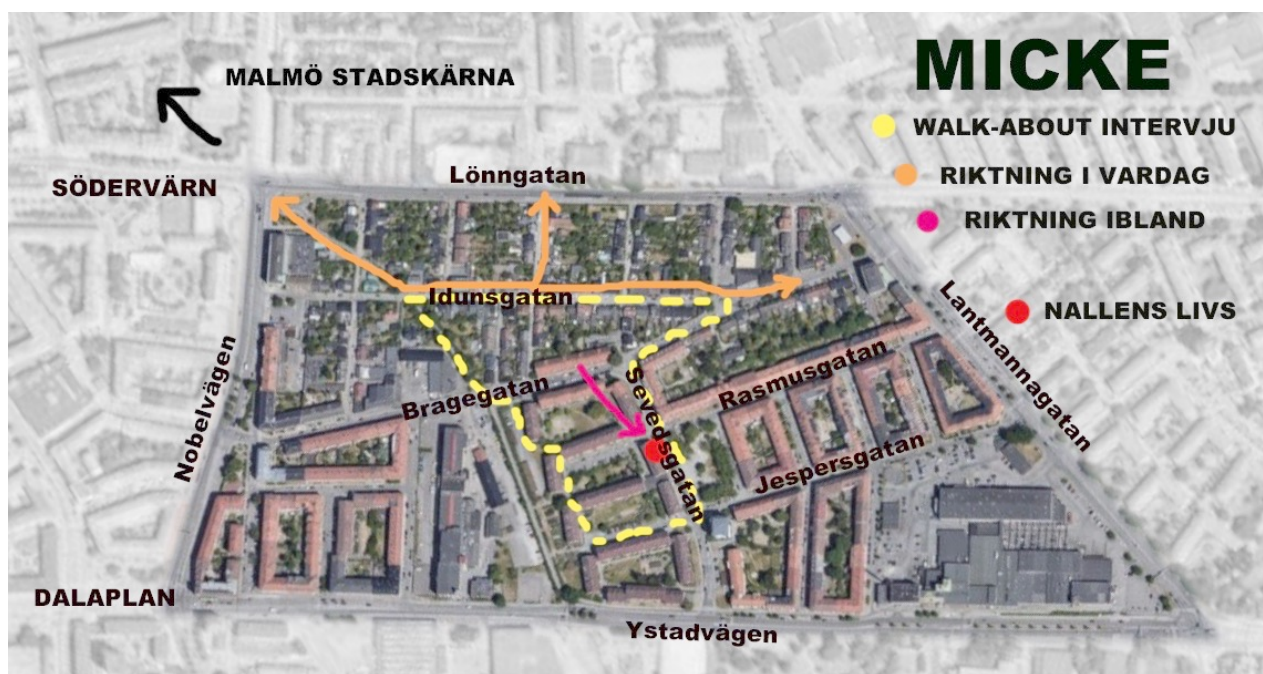 MICKE
MALMÖ STADSKÄRNA
WALK-ABOUT INTERVJU
SÖDERVÄRN
Lönngatan
RIKTNING I VARDAG
RIKTNING IBLAND
Idunsgatan
NALLENS LIVS
Nobelvägen
Bragegatan
Sevedsgatan
Rasmusgatan
Lantmannagatan
Jespersgatan
DALAPLAN
Ystadvägen